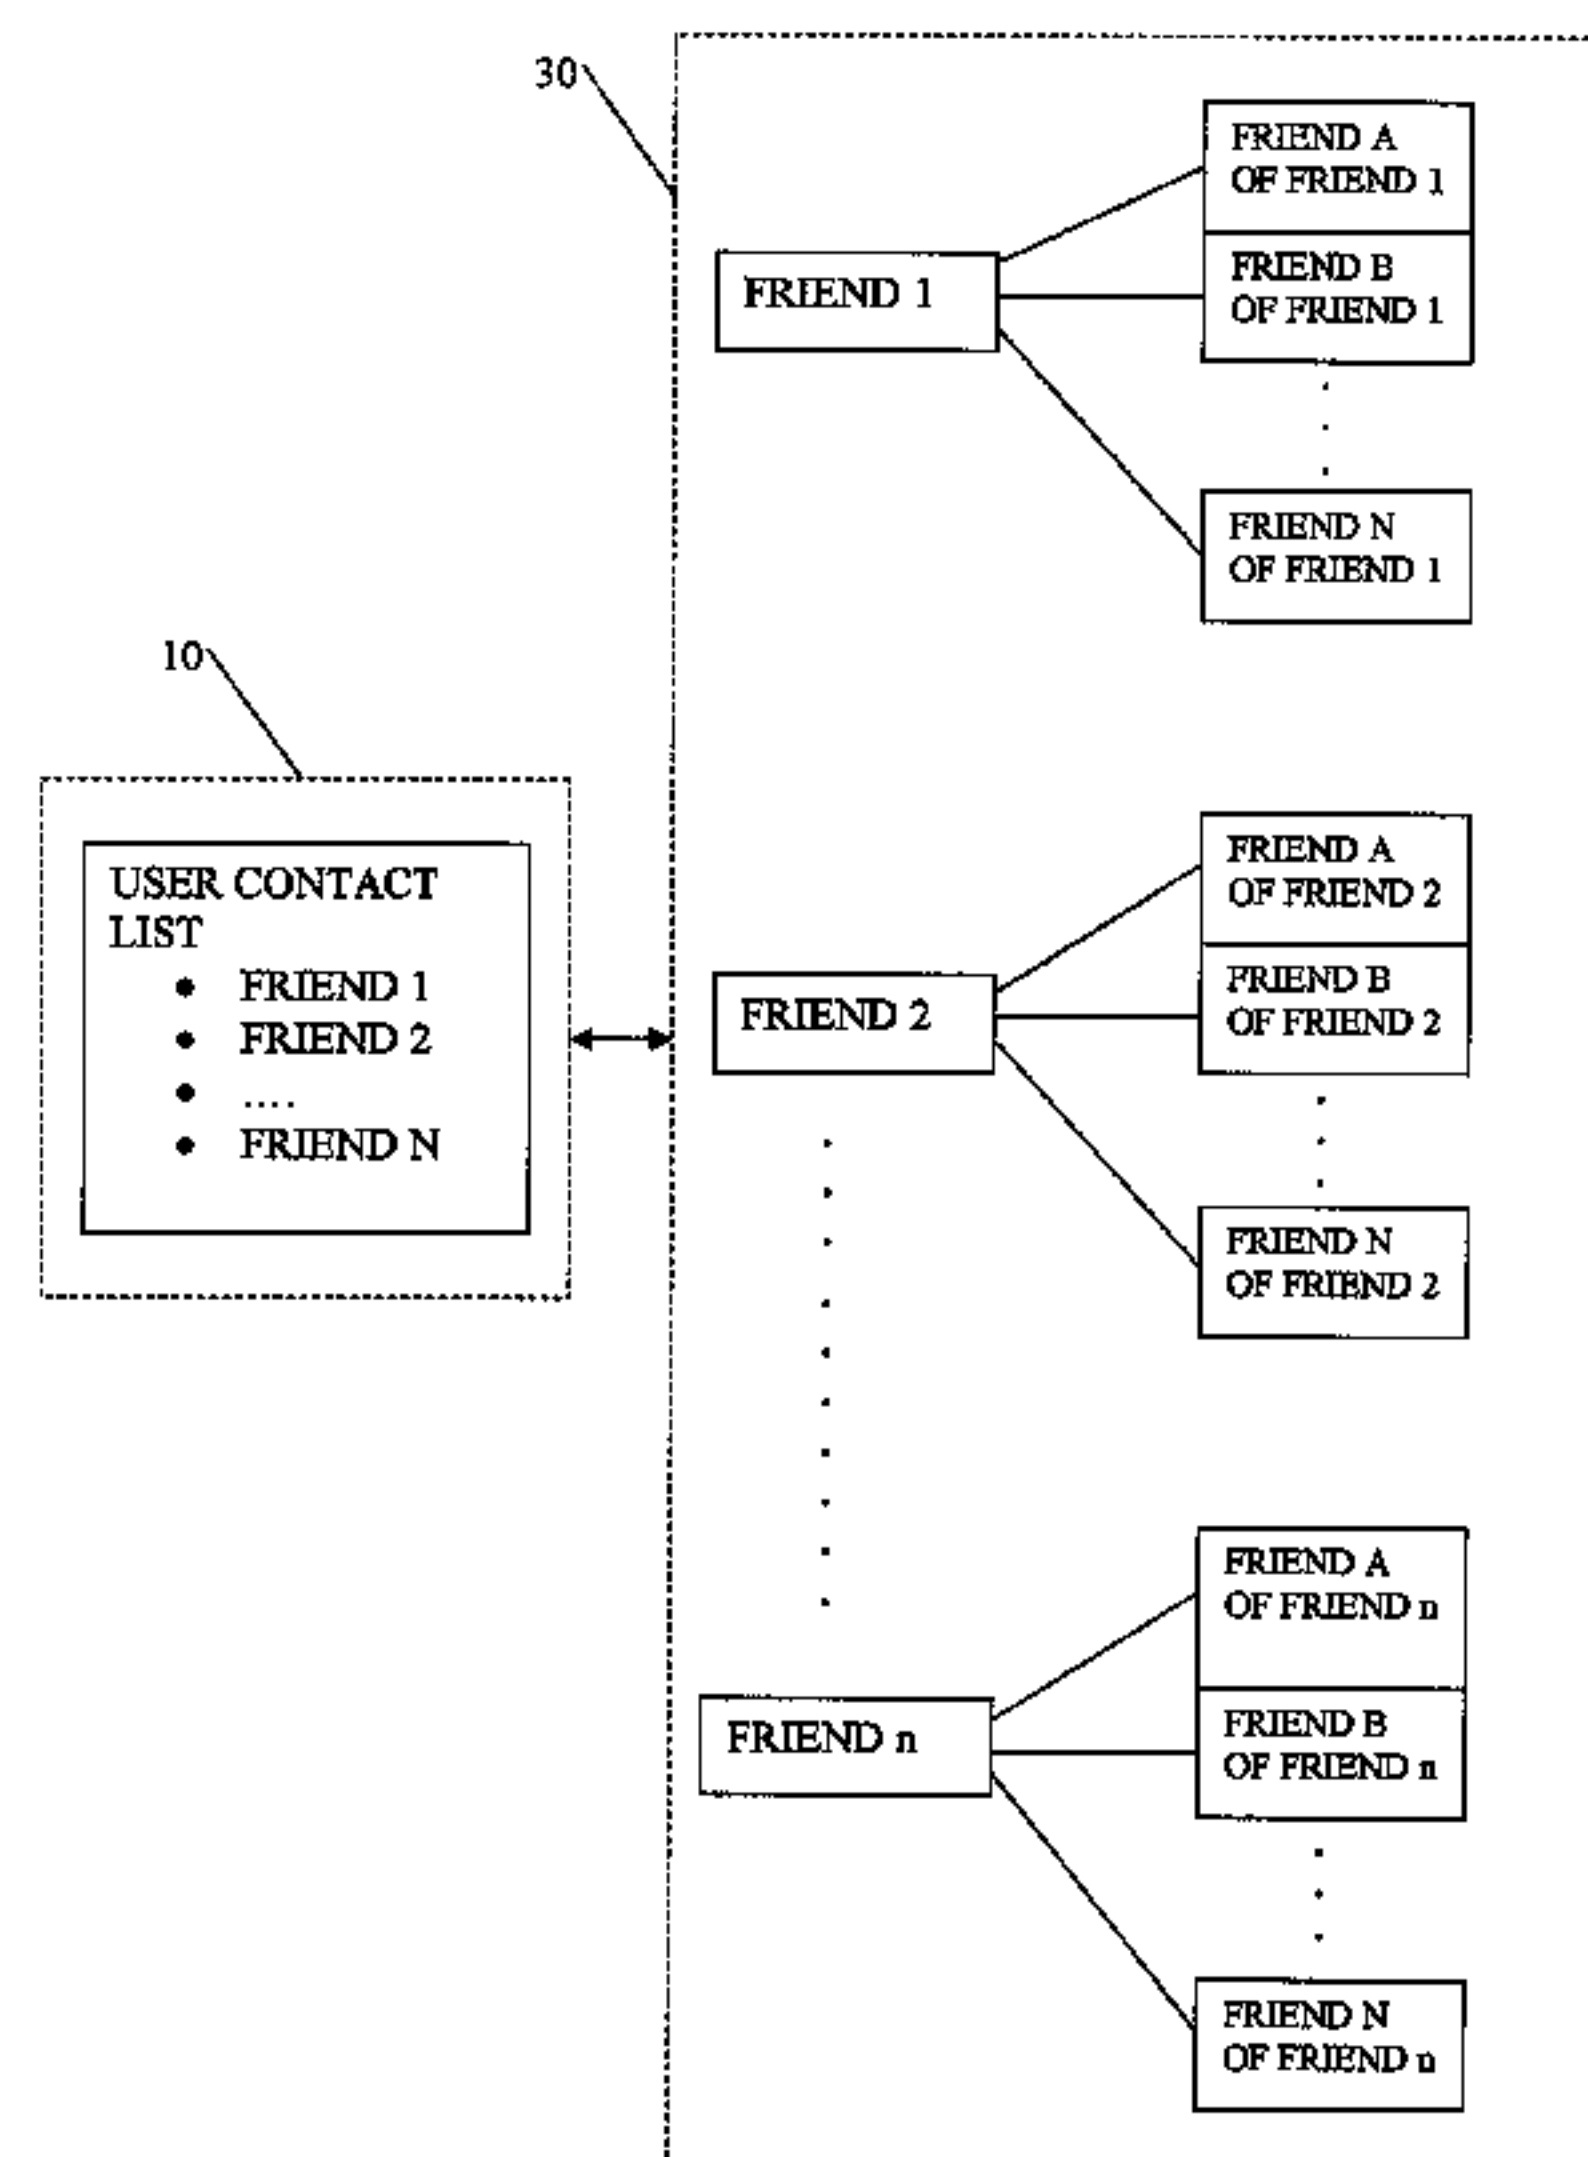 30
FRIEND A
OF FRIEND 1
FRIEND 1
FRIEND B
OF FRIEND 1
FRIEND N
OF FRIEND 1
10
USER CONTACT
LIST
• FRIEND 1
• FRIEND 2
• ....
• FRIEND N
FRIEND A
OF FRIEND 2
FRIEND 2
FRIEND B
OF FRIEND 2
FRIEND N
OF FRIEND 2
FRIEND A
OF FRIEND n
FRIEND n
FRIEND B
OF FRIEND n
FRIEND N
OF FRIEND n